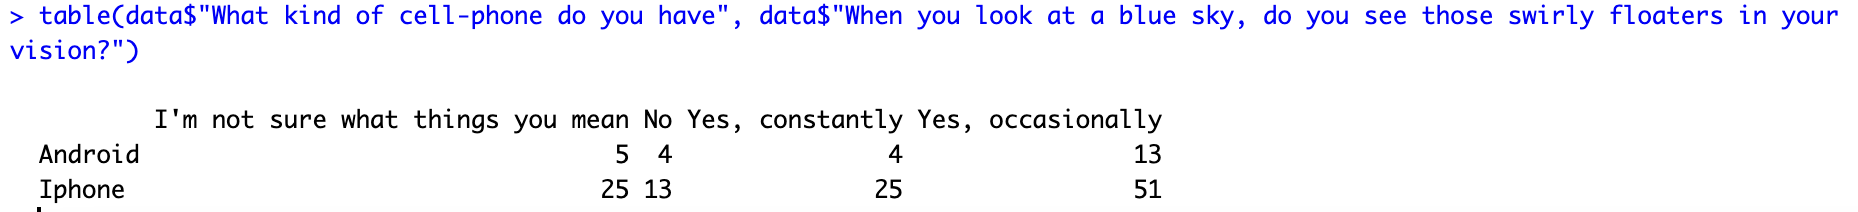 > table(data$"What kind of cell-phone do you have", data$"When you look at a blue sky, do you see those swirly floaters in your
vision?")
I'm not sure what things you mean No Yes, constantly Yes, occasionally
Android 5 4 4 13
Iphone 25 13 25 51